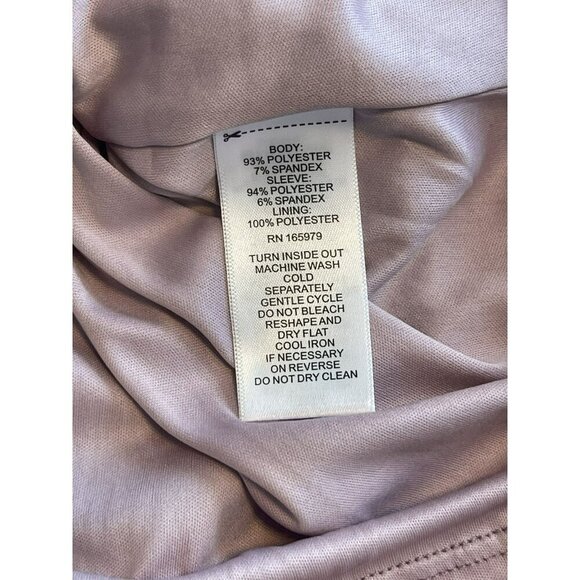 BODY:
93% POLYESTER
7% SPANDEX
SLEEVE:
94% POLYESTER
6% SPANDEX
LINING:
100% POLYESTER
RN 165979
TURN INSIDE OUT
MACHINE WASH
COLD
SEPARATELY
GENTLE CYCLE
DO NOT BLEACH
RESHAPE AND
DRY FLAT
COOL IRON
IF NECESSARY
ON REVERSE
DO NOT DRY CLEAN